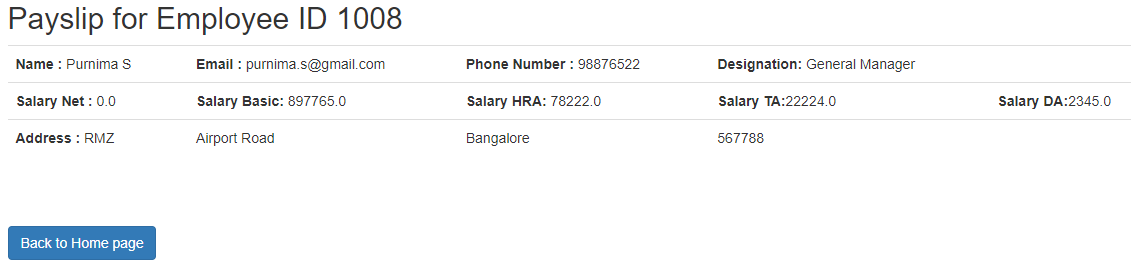 Payslip for Employee ID 1008
Name : Purnima S Email : purnima.s@gmail.com Phone Number : 98876522 Designation: General Manager
Salary Net : 0.0 Salary Basic: 897765.0 Salary HRA: 78222.0 Salary TA:22224.0 Salary DA:2345.0
Address : RMZ Airport Road Bangalore 567788
Back to Home page